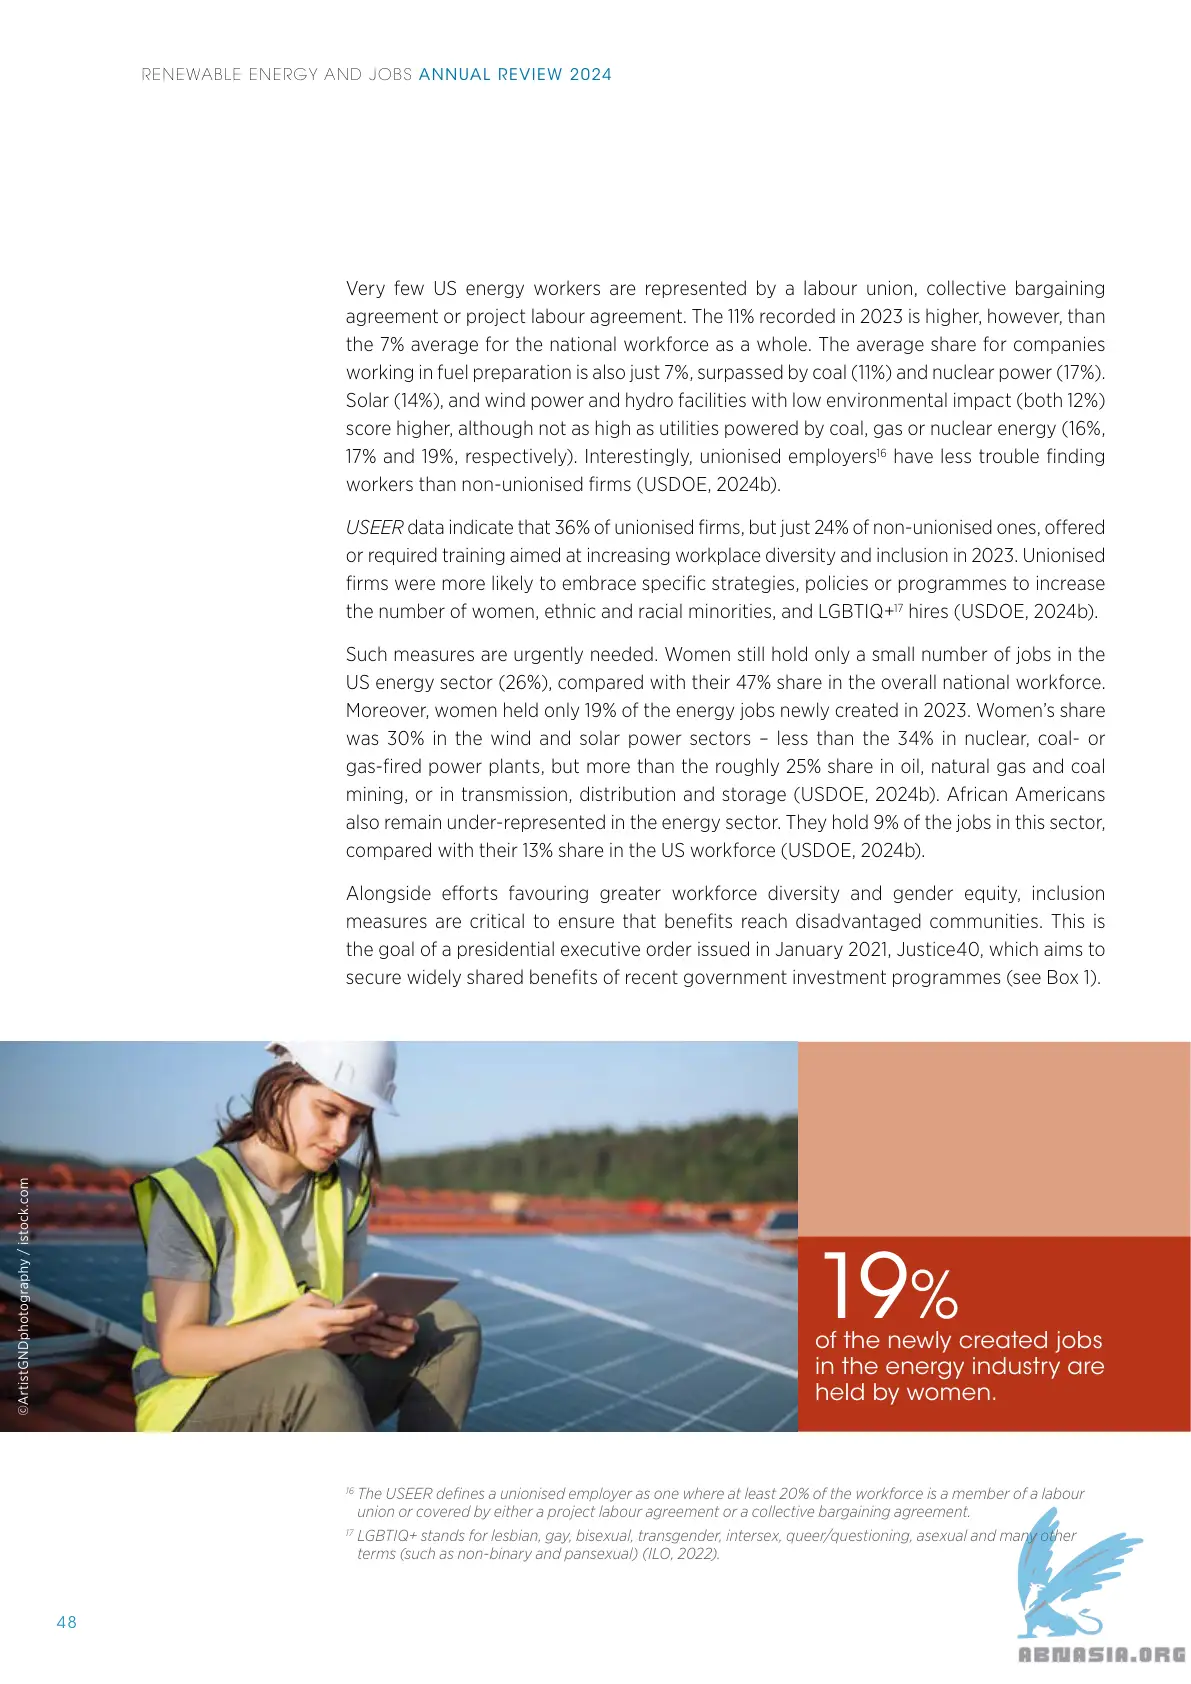 RENEWABLE ENERGY AND JOBS ANNUAL REVIEW 2024
Very few US energy workers are represented by a labour union, collective bargaining
agreement or project labour agreement. The 11% recorded in 2023 is higher, however, than
the 7% average for the national workforce as a whole. The average share for companies
working in fuel preparation is also just 7%, surpassed by coal (11%) and nuclear power (17%).
Solar (14%), and wind power and hydro facilities with low environmental impact (both 12%)
score higher, although not as high as utilities powered by coal, gas or nuclear energy (16%,
17% and 19%, respectively). Interestingly, unionised employers16 have less trouble finding
workers than non-unionised firms (USDOE, 2024b).
USEER data indicate that 36% of unionised firms, but just 24% of non-unionised ones, offered
or required training aimed at increasing workplace diversity and inclusion in 2023. Unionised
firms were more likely to embrace specific strategies, policies or programmes to increase
the number of women, ethnic and racial minorities, and LGBTIQ+17 hires (USDOE, 2024b).
Such measures are urgently needed. Women still hold only a small number of jobs in the
US energy sector (26%), compared with their 47% share in the overall national workforce.
Moreover, women held only 19% of the energy jobs newly created in 2023. Women's share
was 30% in the wind and solar power sectors – less than the 34% in nuclear, coal- or
gas-fired power plants, but more than the roughly 25% share in oil, natural gas and coal
mining, or in transmission, distribution and storage (USDOE, 2024b). African Americans
also remain under-represented in the energy sector. They hold 9% of the jobs in this sector,
compared with their 13% share in the US workforce (USDOE, 2024b).
Alongside efforts favouring greater workforce diversity and gender equity, inclusion
measures are critical to ensure that benefits reach disadvantaged communities. This is
the goal of a presidential executive order issued in January 2021, Justice40, which aims to
secure widely shared benefits of recent government investment programmes (see Box 1).
©ArtistGNDphotography / istock.com
19%
of the newly created jobs
in the energy industry are
held by women.
16 The USEER defines a unionised employer as one where at least 20% of the workforce is a member of a labour
union or covered by either a project labour agreement or a collective bargaining agreement.
17 LGBTIQ+ stands for lesbian, gay, bisexual, transgender, intersex, queer/questioning, asexual and many other
terms (such as non-binary and pansexual) (ILO, 2022).
48
ABNASIA.ORG